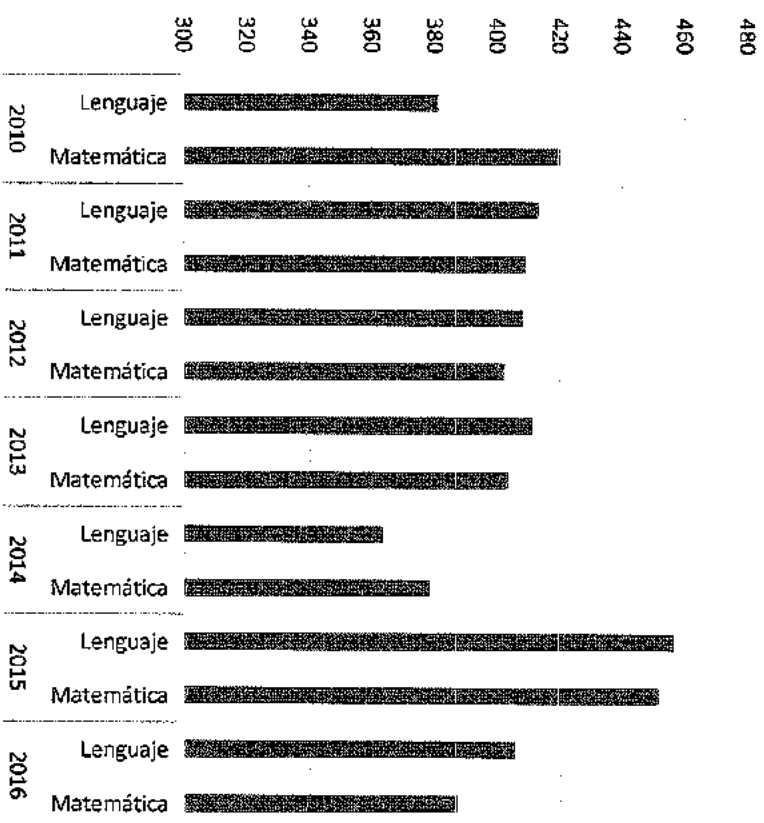 300 320 340 360 380 400 420 440 460 480
2010
Lenguaje
Matemática
2011
Lenguaje
Matemática
2012
Lenguaje
Matemática
2013
Lenguaje
Matemática
2014
Lenguaje
Matemática
2015
Lenguaje
Matemática
2016
Lenguaje
Matemática